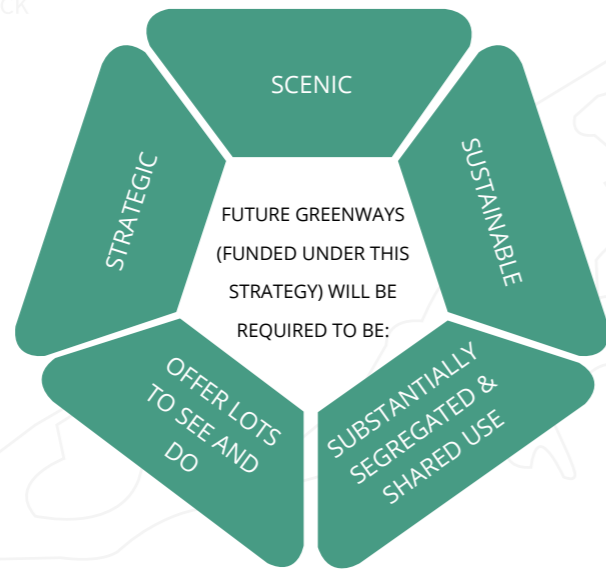 CK
SCENIC
SUSTAINABLE
STRATEGIC
FUTURE GREENWAYS
(FUNDED UNDER THIS
STRATEGY) WILL BE
REQUIRED TO BE:
OFFER LOTS
TO SEE AND
DO
SUBSTANTIALLY
SEGREGATED &
SHARED USE